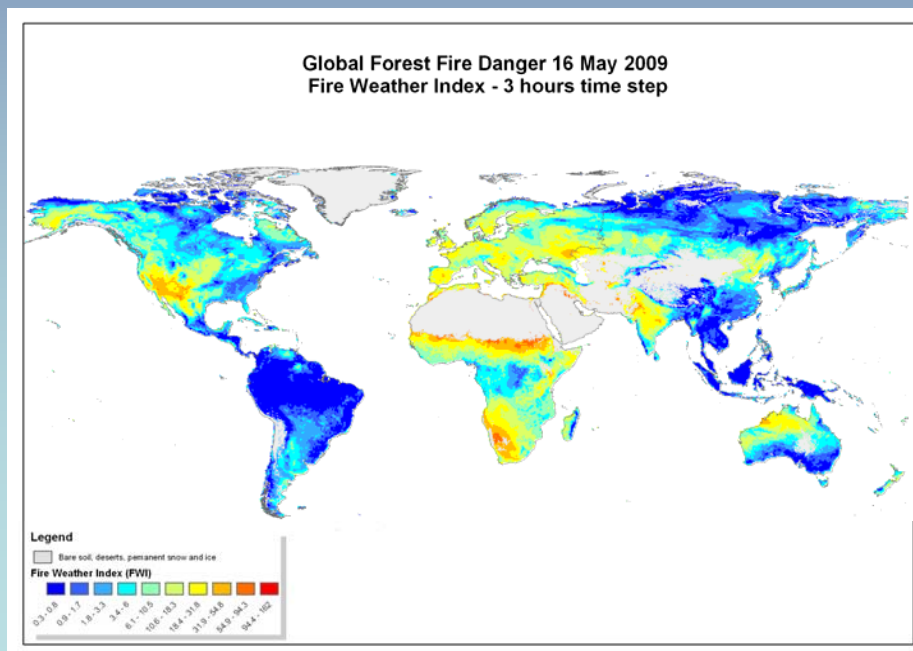 Global Forest Fire Danger 16 May 2009
Fire Weather Index - 3 hours time step
Legend
Bare soil, deserts, pemanent snow and ice
Fire Weather Index (FWI)
0.3 - 0.8
0.9 - 1.7
1.8 - 3.3
3.4 - 6
6.1 - 10.5
10.6 - 18.3
18.4 - 31.8
31.9 - 54.8
54.9 - 94.3
94.4 - 162